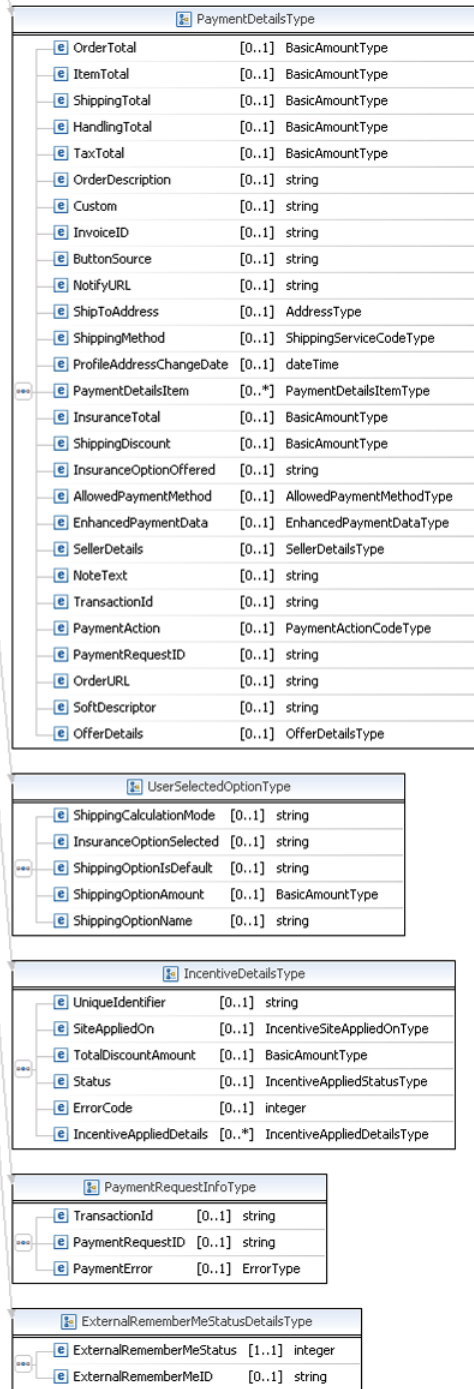 PaymentDetailsType
e OrderTotal [0..1] BasicAmountType
e ItemTotal [0..1] BasicAmountType
e ShippingTotal [0..1] BasicAmountType
e HandlingTotal [0..1] BasicAmountType
e TaxTotal [0..1] BasicAmountType
e OrderDescription [0..1] string
e Custom [0..1] string
e InvoiceID [0..1] string
e ButtonSource [0..1] string
e NotifyURL [0..1] string
e ShipToAddress [0..1] AddressType
e ShippingMethod [0..1] ShippingServiceCodeType
e ProfileAddressChangeDate [0..1] dateTime
e PaymentDetailsItem [0..*] PaymentDetailsItemType
e InsuranceTotal [0..1] BasicAmountType
e ShippingDiscount [0..1] BasicAmountType
e InsuranceOptionOffered [0..1] string
e AllowedPaymentMethod [0..1] AllowedPaymentMethodType
e EnhancedPaymentData [0..1] EnhancedPaymentDataType
e SellerDetails [0..1] SellerDetailsType
e NoteText [0..1] string
e TransactionId [0..1] string
e PaymentAction [0..1] PaymentActionCodeType
e PaymentRequestID [0..1] string
e OrderURL [0..1] string
e SoftDescriptor [0..1] string
e OfferDetails [0..1] OfferDetailsType
UserSelectedOptionType
e ShippingCalculationMode [0..1] string
e InsuranceOptionSelected [0..1] string
e ShippingOptionIsDefault [0..1] string
e ShippingOptionAmount [0..1] BasicAmountType
e ShippingOptionName [0..1] string
IncentiveDetailsType
e UniqueIdentifier [0..1] string
e SiteAppliedOn [0..1] IncentiveSiteAppliedOnType
e TotalDiscountAmount [0..1] BasicAmountType
e Status [0..1] IncentiveAppliedStatusType
e ErrorCode [0..1] integer
e IncentiveAppliedDetails [0..*] IncentiveAppliedDetailsType
PaymentRequestInfoType
e TransactionId [0..1] string
e PaymentRequestID [0..1] string
e PaymentError [0..1] ErrorType
ExternalRememberMeStatusDetailsType
e ExternalRememberMeStatus [1..1] integer
e ExternalRememberMeID [0..1] string